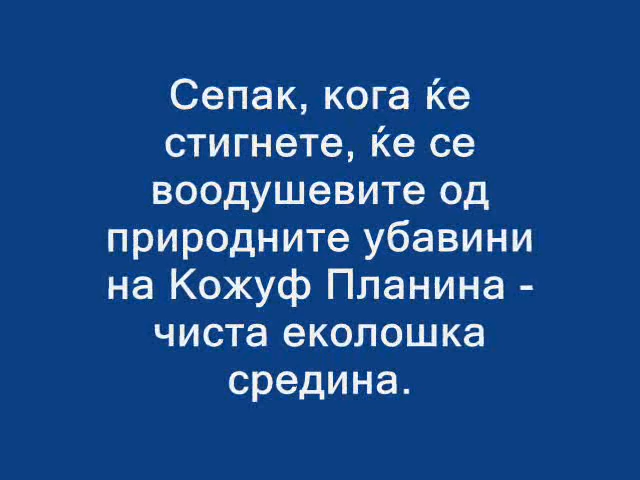 Сепак, кога ќе
стигнете, ќе се
воодушевите од
природните убавини
на Кожуф Планина -
чиста еколошка
средина.